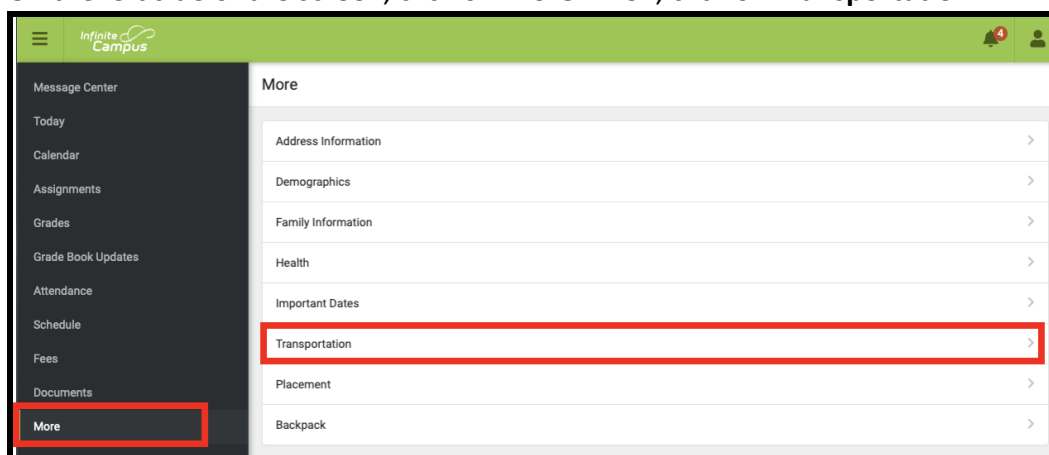 Infinite
Campus
4
Message Center
Today
Calendar
Assignments
Grades
Grade Book Updates
Attendance
Schedule
Fees
Documents
More
More
Address Information
Demographics
Family Information
Health
Important Dates
Transportation
Placement
Backpack